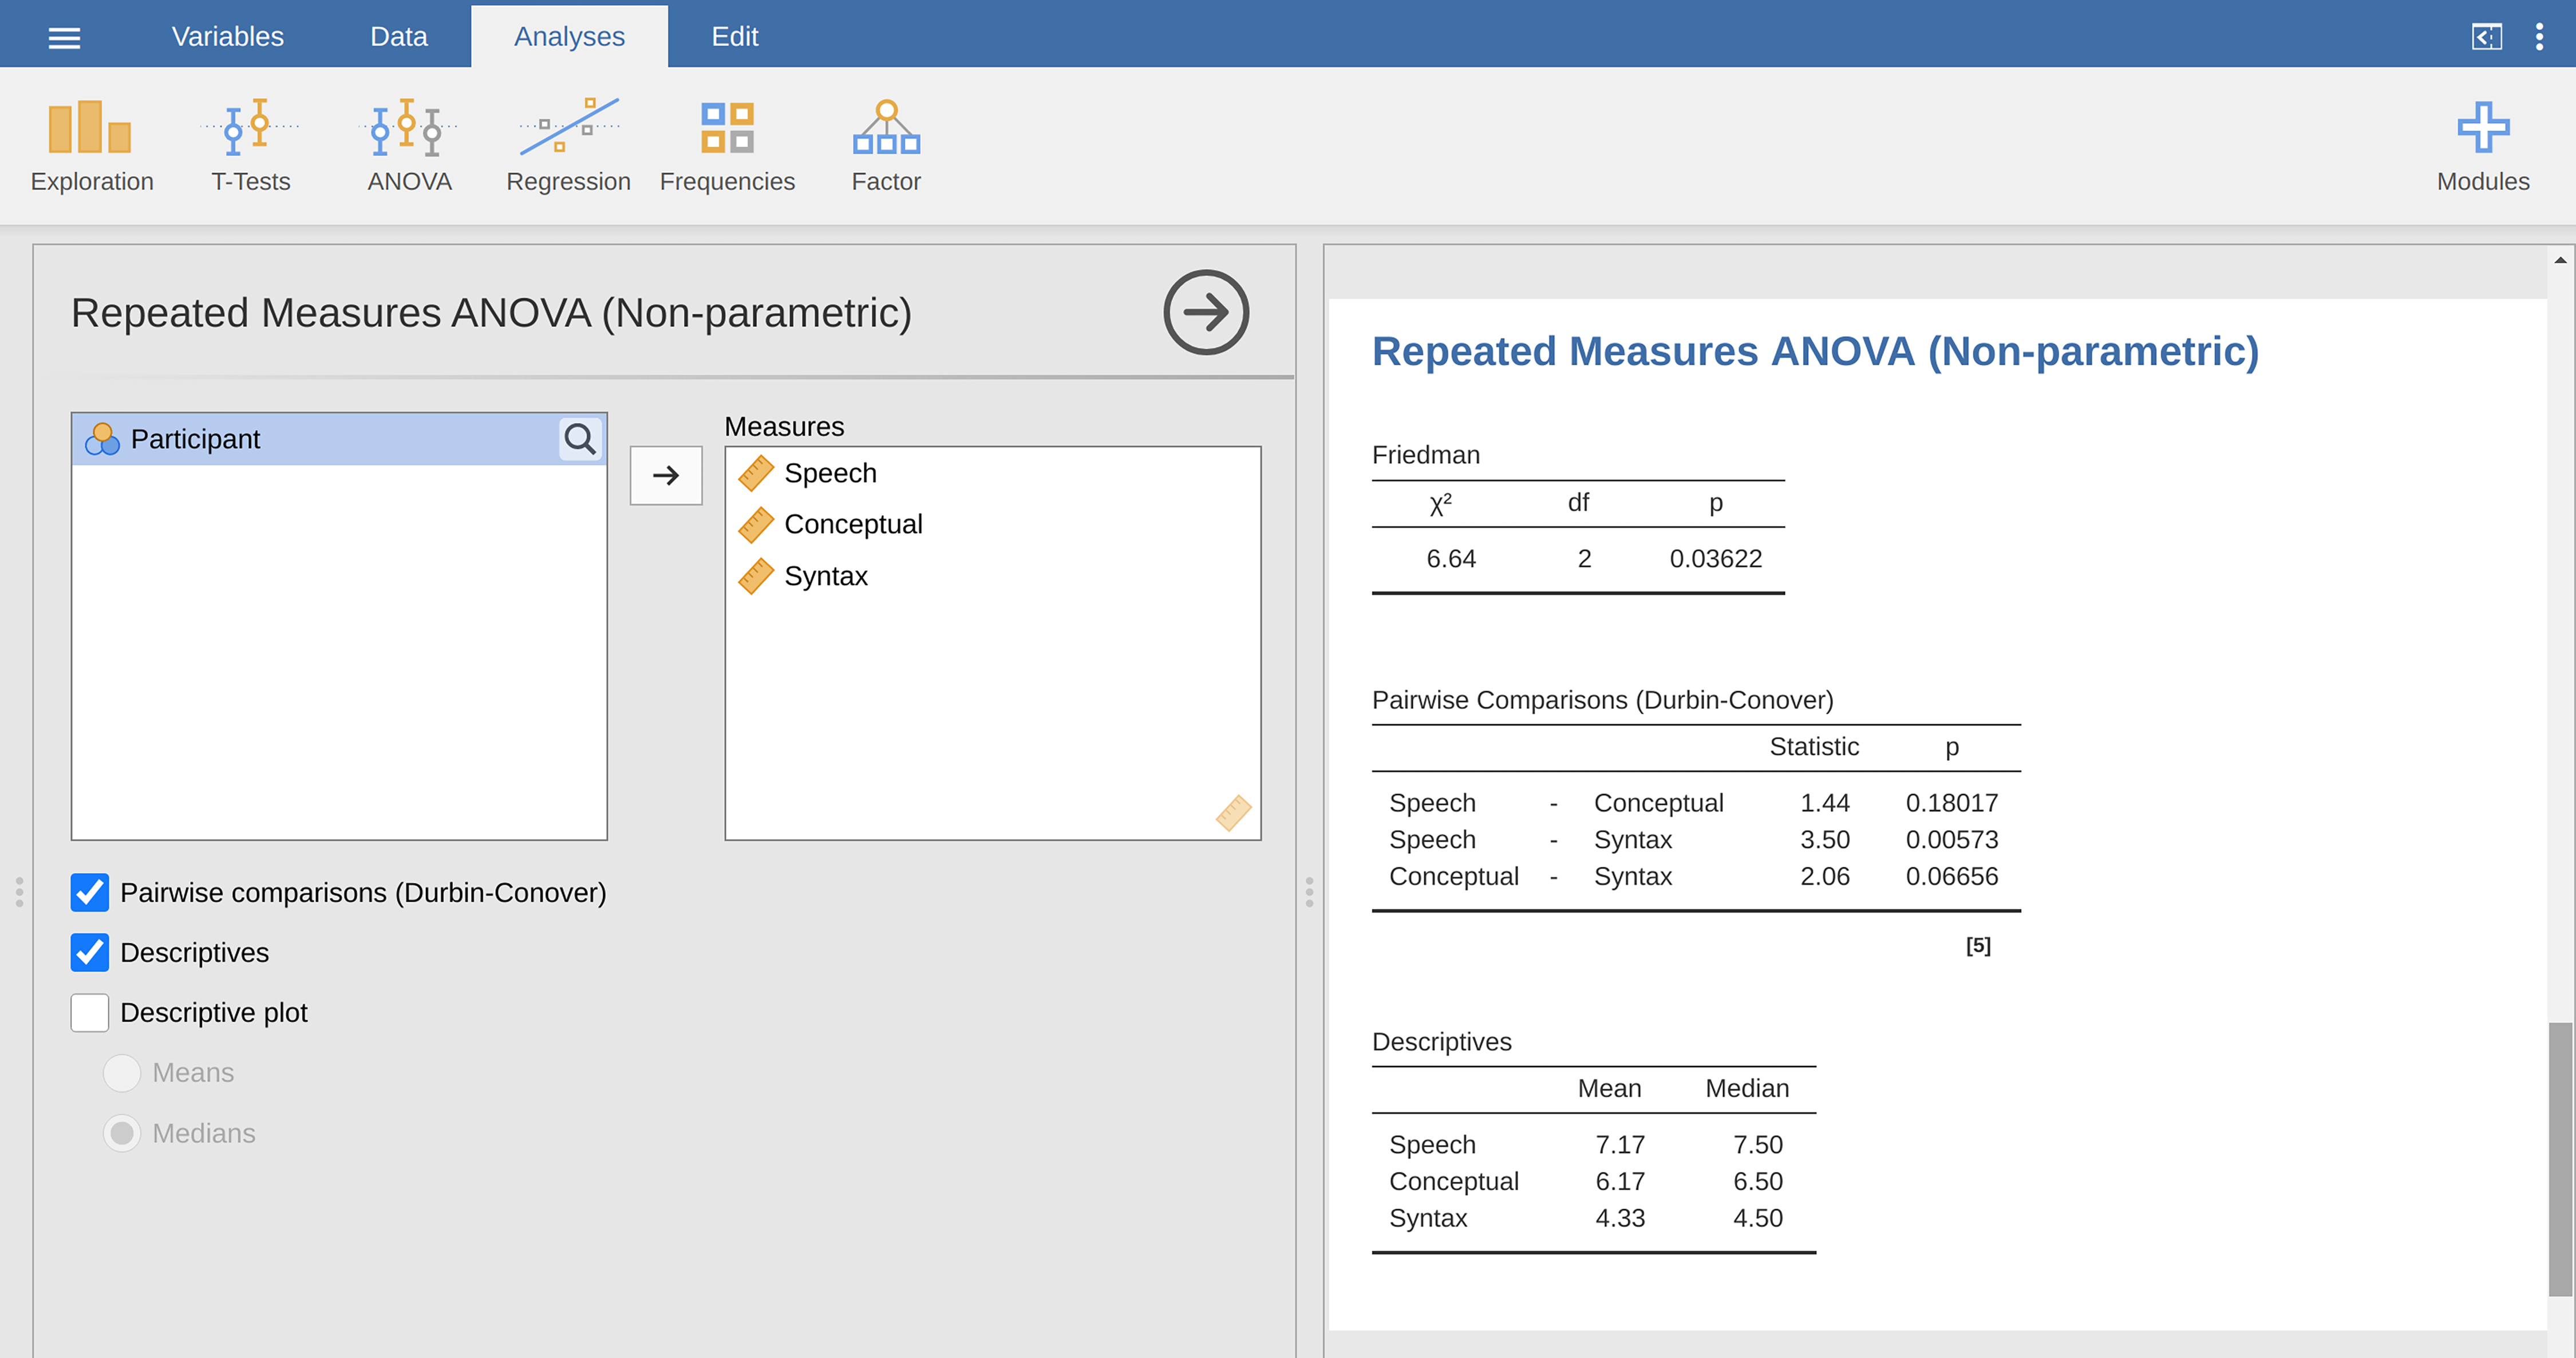 Variables Data Analyses Edit
Exploration T-Tests ANOVA Regression Frequencies Factor Modules
Repeated Measures ANOVA (Non-parametric)
Participant
Measures
Speech
Conceptual
Syntax
Pairwise comparisons (Durbin-Conover)
Descriptives
Descriptive plot
Means
Medians
Repeated Measures ANOVA (Non-parametric)
Friedman
χ² df p
6.64 2 0.03622
Pairwise Comparisons (Durbin-Conover)
Statistic p
Speech - Conceptual 1.44 0.18017
Speech - Syntax 3.50 0.00573
Conceptual - Syntax 2.06 0.06656
[5]
Descriptives
Mean Median
Speech 7.17 7.50
Conceptual 6.17 6.50
Syntax 4.33 4.50